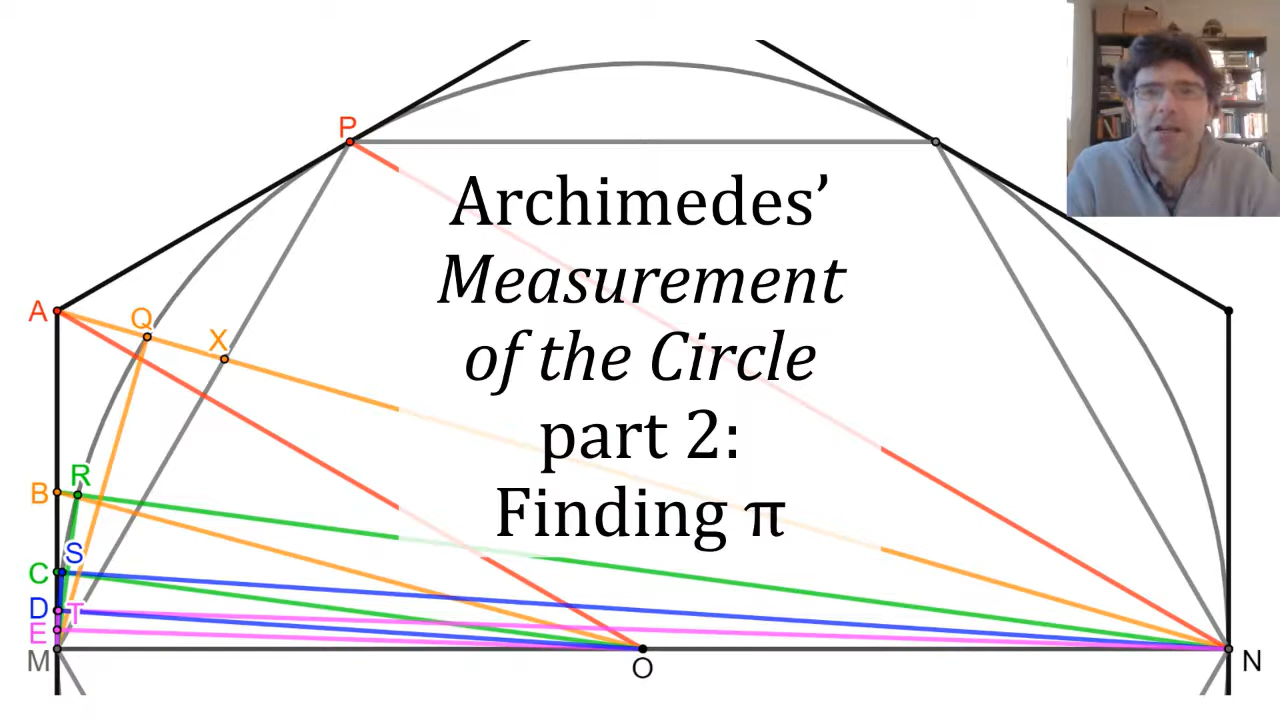 P
Archimedes’
Measurement
of the Circle
part 2:
Finding π
A
Q
X
B
R
C
S
D
T
E
M
O
N